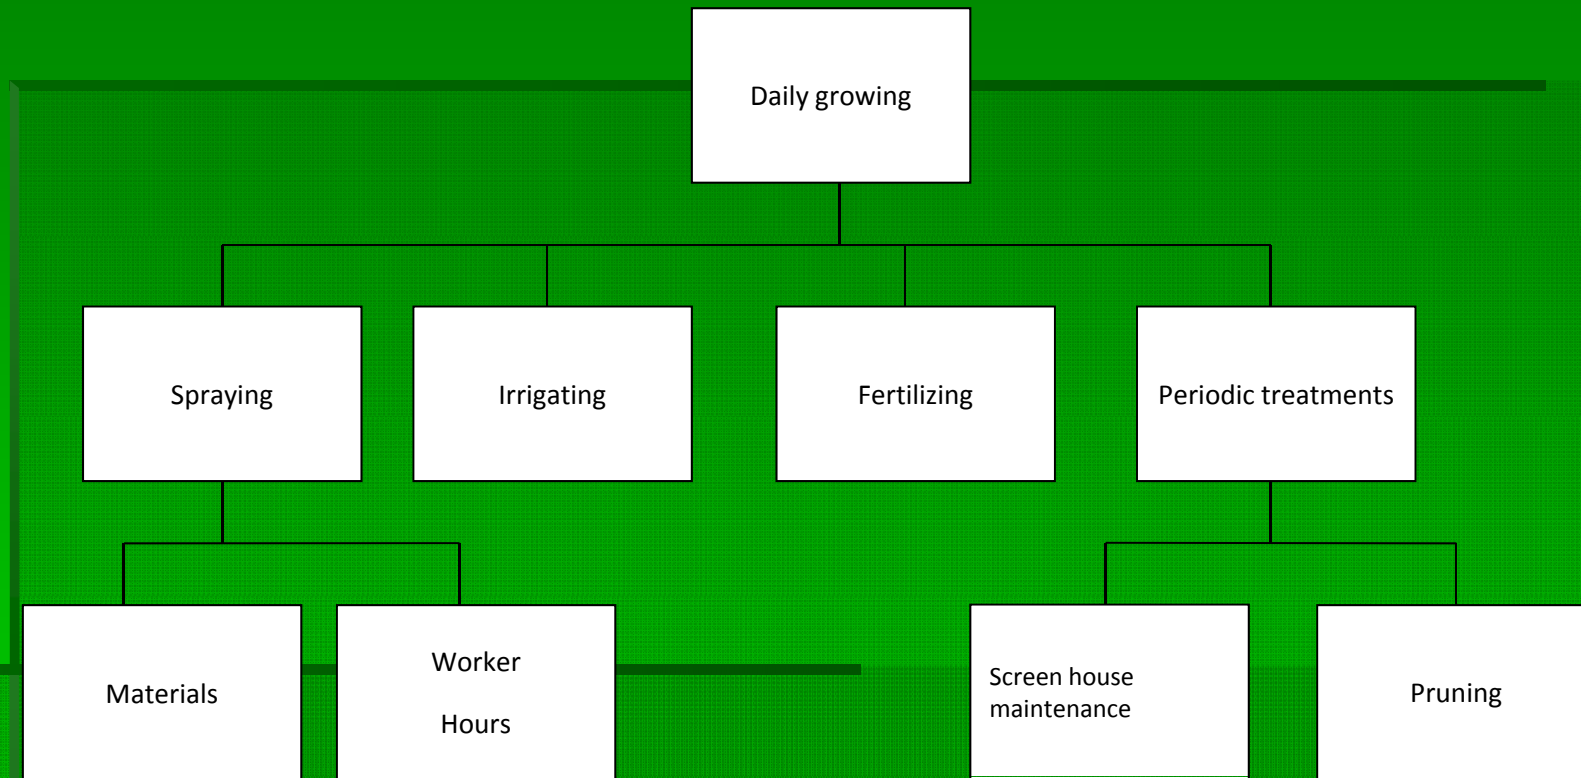 Daily growing
Spraying
Irrigating
Fertilizing
Periodic treatments
Materials
Worker
Hours
Screen house
maintenance
Pruning